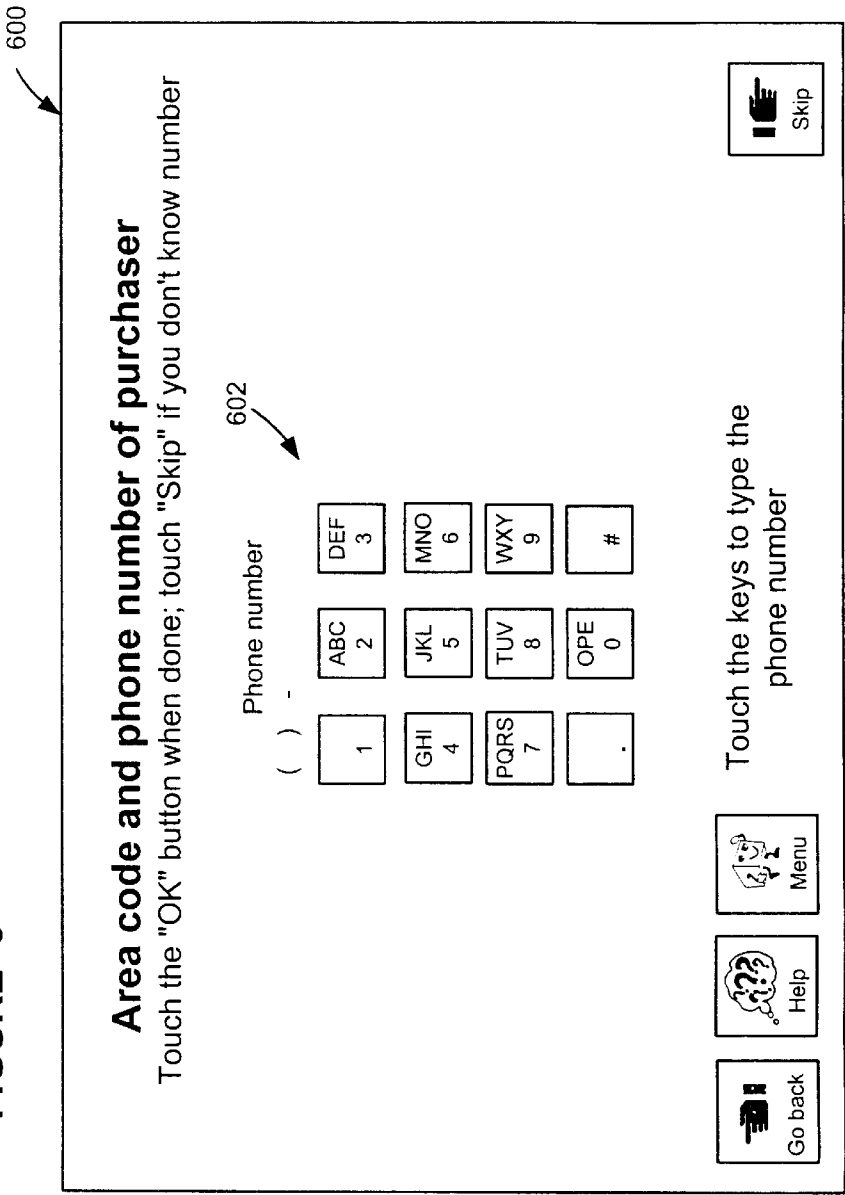 600
Area code and phone number of purchaser
Touch the "OK" button when done; touch "Skip" if you don't know number
602
Phone number
( ) -
1
ABC 2
DEF 3
GHI 4
JKL 5
MNO 6
PQRS 7
TUV 8
WXY 9
.
OPE 0
#
Touch the keys to type the
phone number
Go back
Help
Menu
Skip